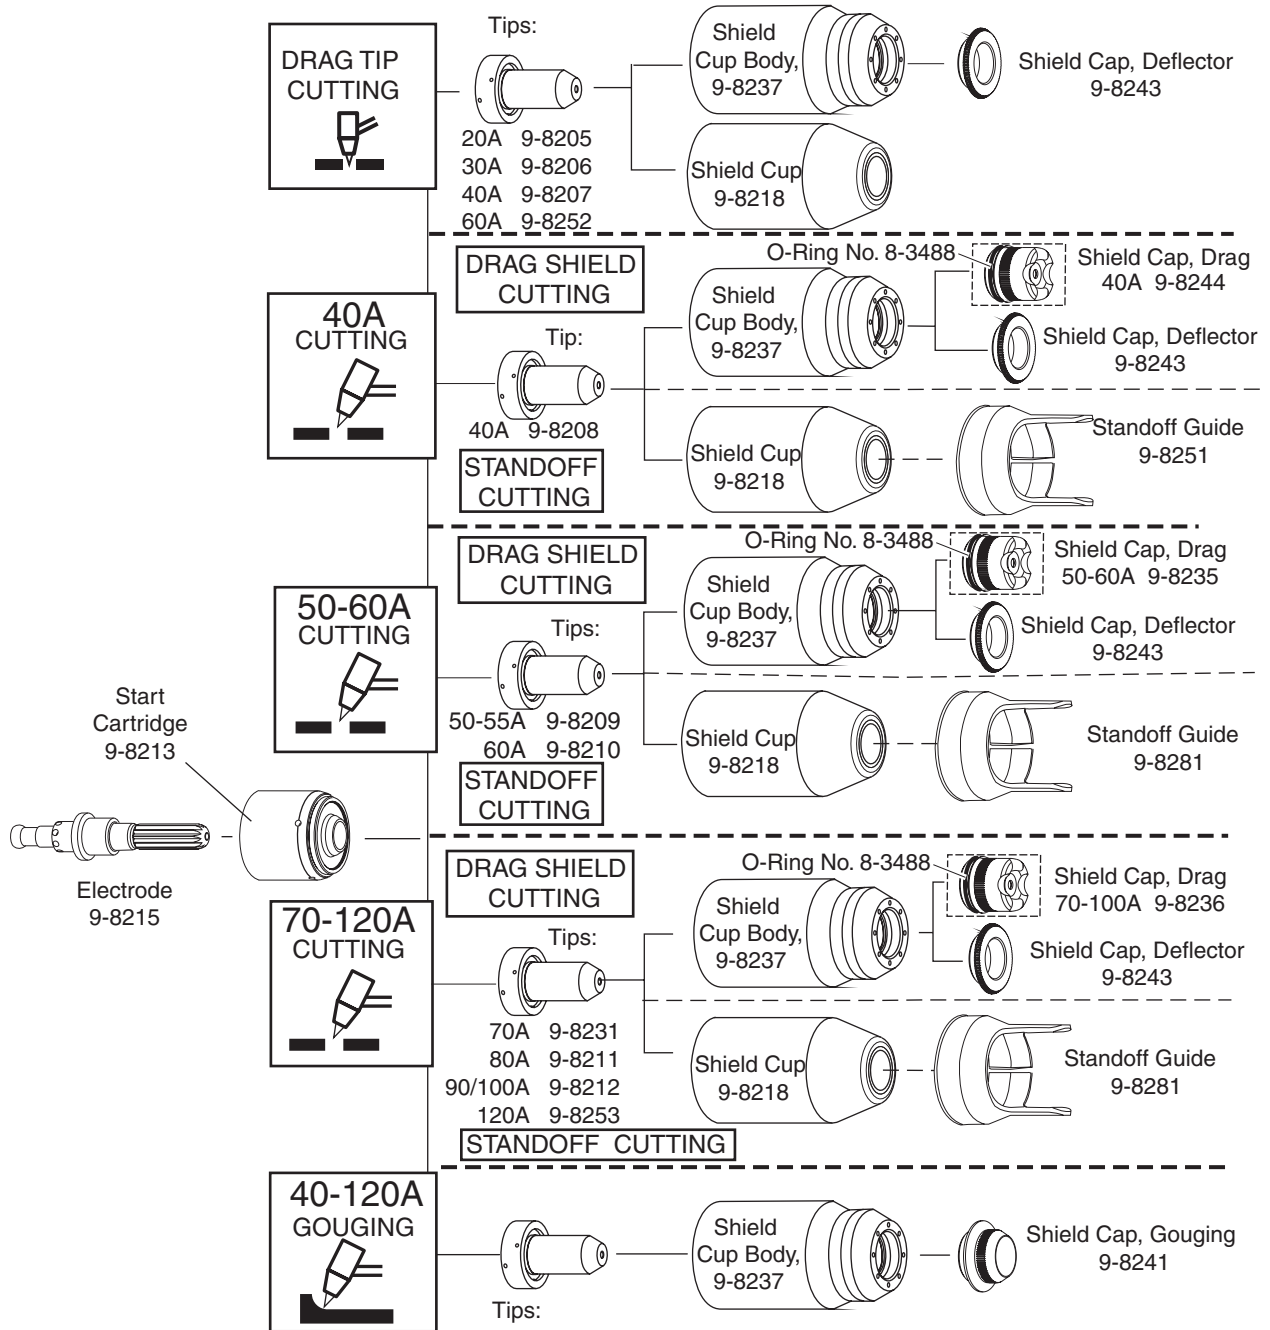 DRAG TIP
CUTTING
Tips:
20A 9-8205
30A 9-8206
40A 9-8207
60A 9-8252
Shield
Cup Body,
9-8237
Shield Cap, Deflector
9-8243
Shield Cup
9-8218
40A
CUTTING
DRAG SHIELD
CUTTING
Tip:
40A 9-8208
STANDOFF
CUTTING
O-Ring No. 8-3488
Shield
Cup Body,
9-8237
Shield Cap, Drag
40A 9-8244
Shield Cap, Deflector
9-8243
Shield Cup
9-8218
Standoff Guide
9-8251
50-60A
CUTTING
DRAG SHIELD
CUTTING
Tips:
50-55A 9-8209
60A 9-8210
STANDOFF
CUTTING
O-Ring No. 8-3488
Shield
Cup Body,
9-8237
Shield Cap, Drag
50-60A 9-8235
Shield Cap, Deflector
9-8243
Shield Cup
9-8218
Standoff Guide
9-8281
Start
Cartridge
9-8213
Electrode
9-8215
70-120A
CUTTING
DRAG SHIELD
CUTTING
Tips:
70A 9-8231
80A 9-8211
90/100A 9-8212
120A 9-8253
STANDOFF CUTTING
O-Ring No. 8-3488
Shield
Cup Body,
9-8237
Shield Cap, Drag
70-100A 9-8236
Shield Cap, Deflector
9-8243
Shield Cup
9-8218
Standoff Guide
9-8281
40-120A
GOUGING
Tips:
Shield
Cup Body,
9-8237
Shield Cap, Gouging
9-8241